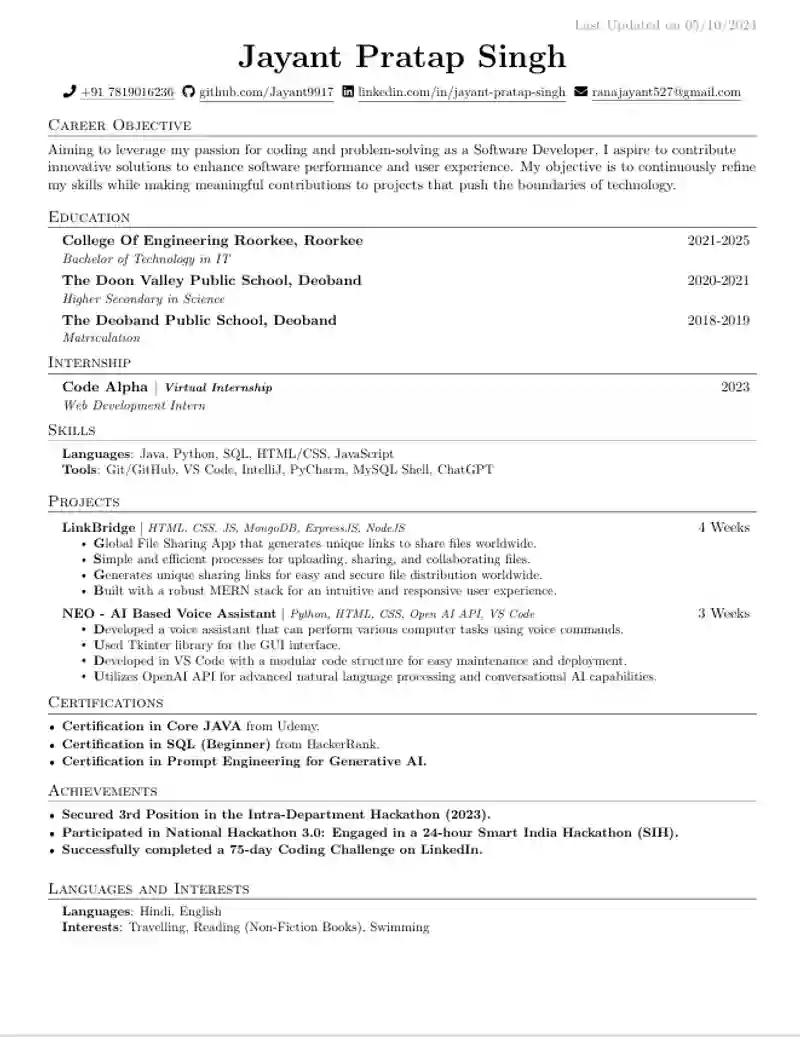 Last Updated on 05/10/2024
Jayant Pratap Singh
+91 7819016236 github.com/Jayant9917 linkedin.com/in/jayant-pratap-singh ranajayant527@gmail.com
Career Objective
Aiming to leverage my passion for coding and problem-solving as a Software Developer, I aspire to contribute
innovative solutions to enhance software performance and user experience. My objective is to continuously refine
my skills while making meaningful contributions to projects that push the boundaries of technology.
Education
College Of Engineering Roorkee, Roorkee 2021-2025
Bachelor of Technology in IT
The Doon Valley Public School, Deoband 2020-2021
Higher Secondary in Science
The Deoband Public School, Deoband 2018-2019
Matriculation
Internship
Code Alpha | Virtual Internship 2023
Web Development Intern
Skills
Languages: Java, Python, SQL, HTML/CSS, JavaScript
Tools: Git/GitHub, VS Code, IntelliJ, PyCharm, MySQL Shell, ChatGPT
Projects
LinkBridge | HTML, CSS, JS, MongoDB, ExpressJS, NodeJS 4 Weeks
• Global File Sharing App that generates unique links to share files worldwide.
• Simple and efficient processes for uploading, sharing, and collaborating files.
• Generates unique sharing links for easy and secure file distribution worldwide.
• Built with a robust MERN stack for an intuitive and responsive user experience.
NEO - AI Based Voice Assistant | Python, HTML, CSS, Open AI API, VS Code 3 Weeks
• Developed a voice assistant that can perform various computer tasks using voice commands.
• Used Tkinter library for the GUI interface.
• Developed in VS Code with a modular code structure for easy maintenance and deployment.
• Utilizes OpenAI API for advanced natural language processing and conversational AI capabilities.
Certifications
• Certification in Core JAVA from Udemy.
• Certification in SQL (Beginner) from HackerRank.
• Certification in Prompt Engineering for Generative AI.
Achievements
• Secured 3rd Position in the Intra-Department Hackathon (2023).
• Participated in National Hackathon 3.0: Engaged in a 24-hour Smart India Hackathon (SIH).
• Successfully completed a 75-day Coding Challenge on LinkedIn.
Languages and Interests
Languages: Hindi, English
Interests: Travelling, Reading (Non-Fiction Books), Swimming